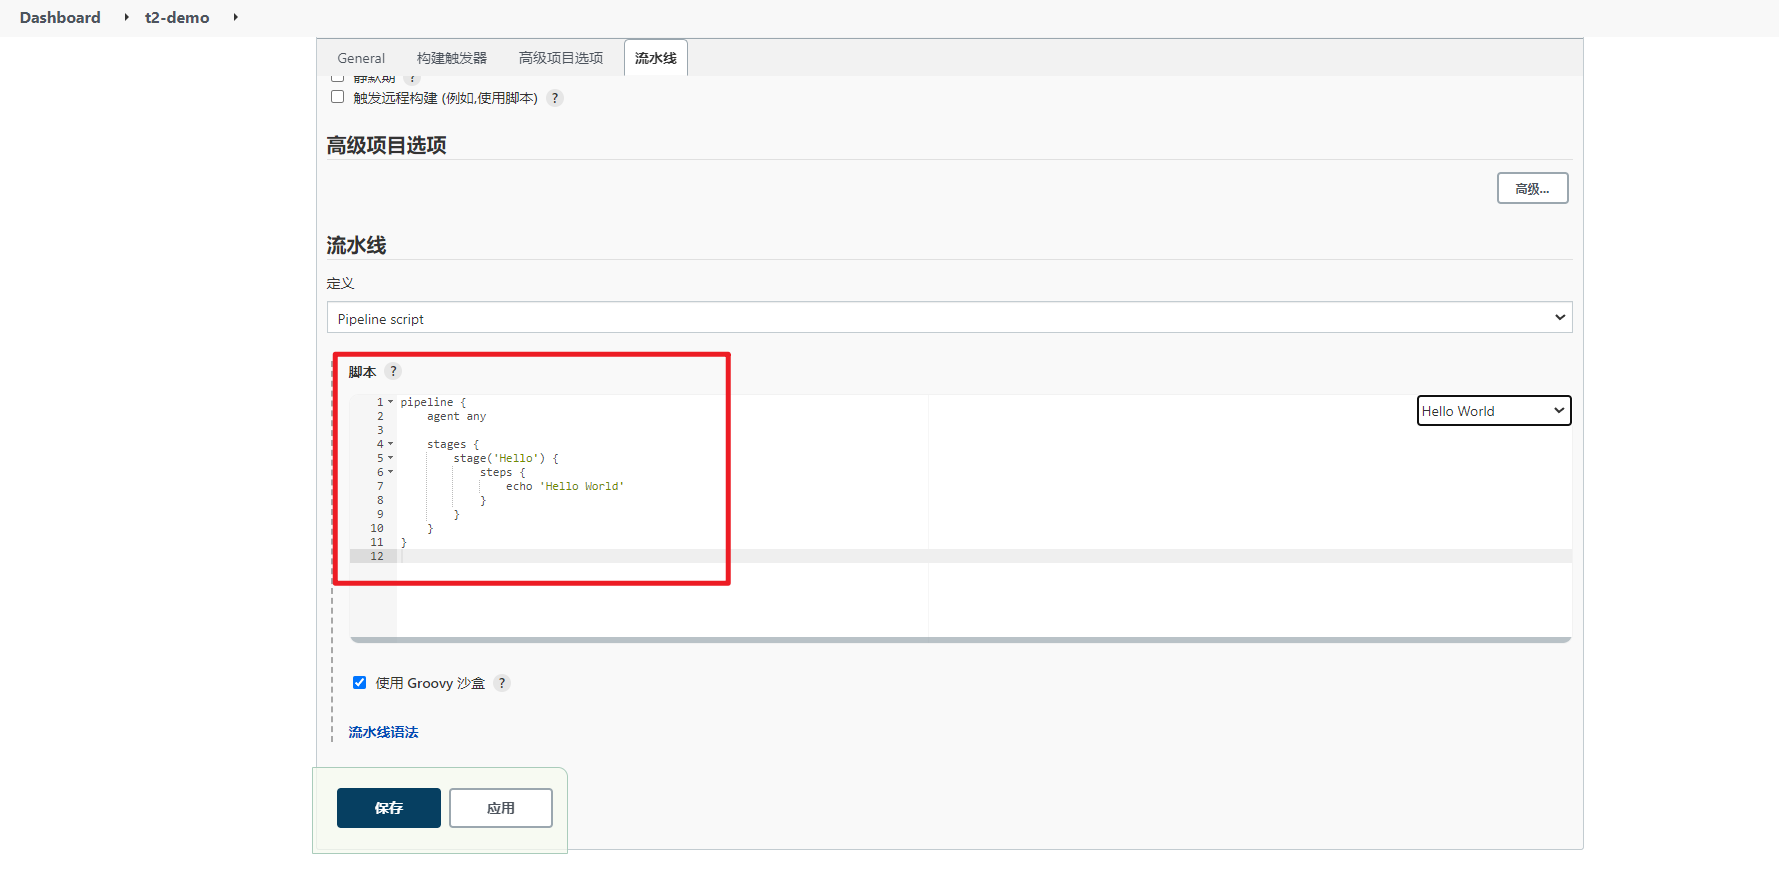 Dashboard t2-demo
General 构建触发器 高级项目选项 流水线
静默期 ?
触发远程构建 (例如,使用脚本) ?
高级项目选项
高级...
流水线
定义
Pipeline script
脚本 ?
Hello World
1 pipeline {
2 agent any
3
4 stages {
5 stage('Hello') {
6 steps {
7 echo 'Hello World'
8 }
9 }
10 }
11 }
12
使用 Groovy 沙盒 ?
流水线语法
保存 应用